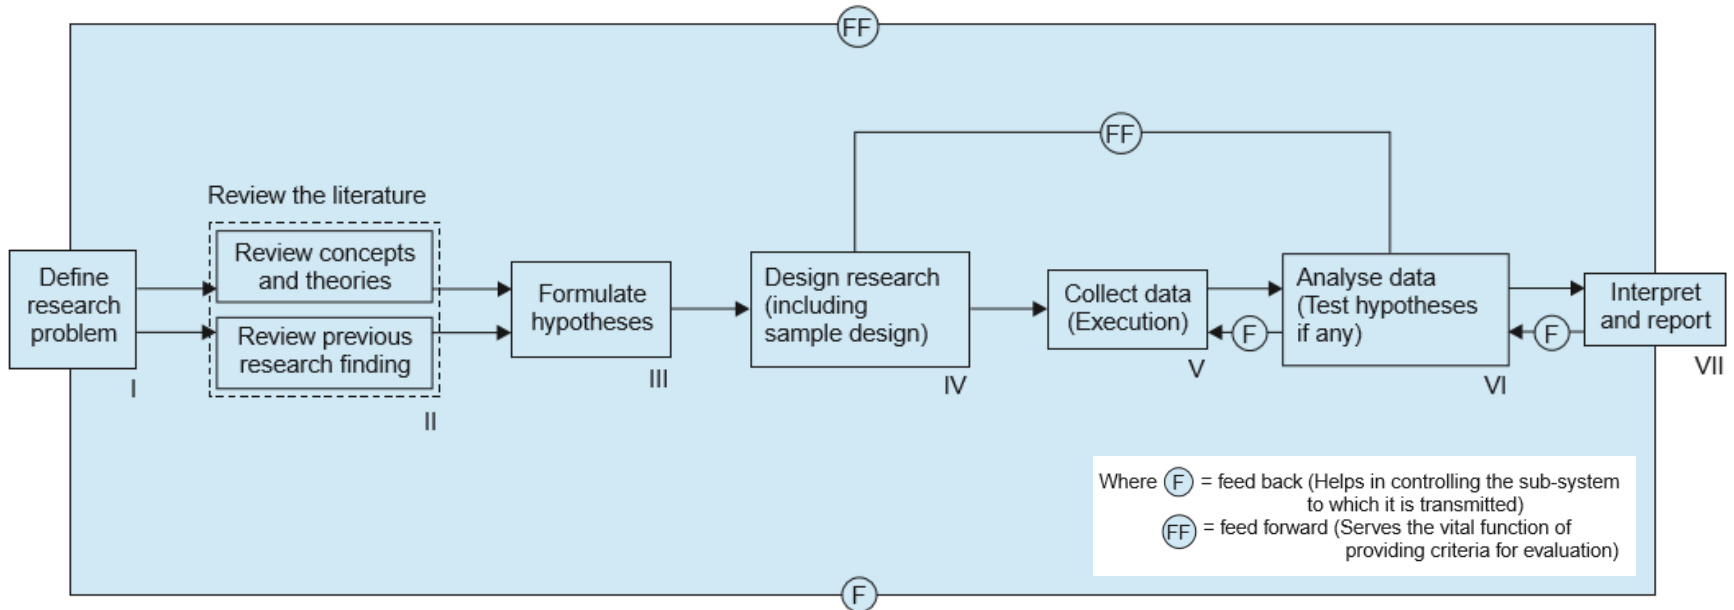 FF
FF
Review the literature
Review concepts
and theories
Review previous
research finding
Define
research
problem
I
II
Formulate
hypotheses
III
Design research
(including
sample design)
IV
Collect data
(Execution)
V
F
Analyse data
(Test hypotheses
if any)
VI
F
Interpret
and report
VII
Where F = feed back (Helps in controlling the sub-system
to which it is transmitted)
FF = feed forward (Serves the vital function of
providing criteria for evaluation)
F